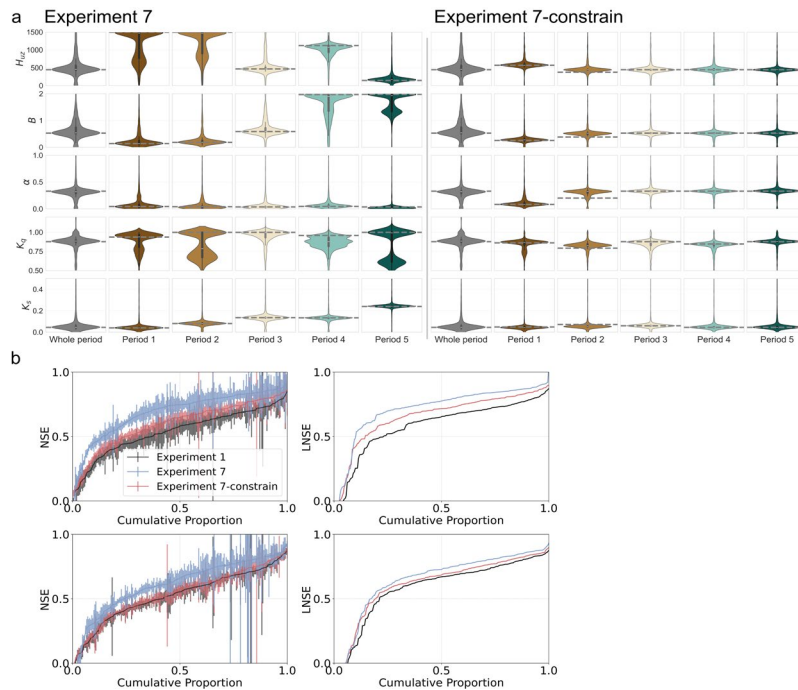 a Experiment 7 Experiment 7-constrain
H_uz 1500 1000 500 0
B 2 1 0
α 1.0 0.5 0.0
K_q 1.00 0.75 0.50
K_s 0.4 0.2 0.0
Whole period Period 1 Period 2 Period 3 Period 4 Period 5 Whole period Period 1 Period 2 Period 3 Period 4 Period 5
b
NSE 1.0 0.5 0.0
Experiment 1
Experiment 7
Experiment 7-constrain
0.0 0.5 1.0
Cumulative Proportion
LNSE 1.0 0.5 0.0
0.0 0.5 1.0
Cumulative Proportion
NSE 1.0 0.5 0.0
0.0 0.5 1.0
Cumulative Proportion
LNSE 1.0 0.5 0.0
0.0 0.5 1.0
Cumulative Proportion